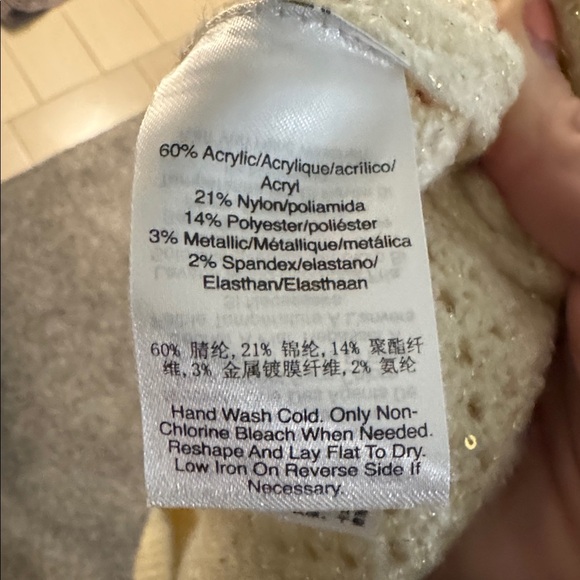 60% Acrylic/Acrylique/acrílico/
Acryl
21% Nylon/poliamida
14% Polyester/poliéster
3% Metallic/Métallique/metálica
2% Spandex/elastano/
Elasthan/Elasthaan
60% 腈纶,21% 锦纶,14% 聚酯纤
维,3% 金属镀膜纤维,2% 氨纶
Hand Wash Cold. Only Non-
Chlorine Bleach When Needed.
Reshape And Lay Flat To Dry.
Low Iron On Reverse Side If
Necessary.